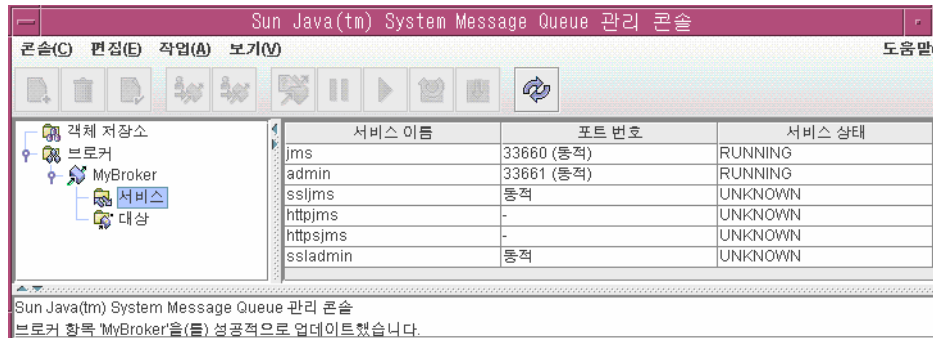 Sun Java(tm) System Message Queue 관리 콘솔
콘솔(C) 편집(E) 작업(A) 보기(V) 도움말
객체 저장소
브로커
MyBroker
서비스
대상
서비스 이름 포트 번호 서비스 상태
jms 33660 (동적) RUNNING
admin 33661 (동적) RUNNING
ssljms 동적 UNKNOWN
httpjms - UNKNOWN
httpsjms - UNKNOWN
ssladmin 동적 UNKNOWN
Sun Java(tm) System Message Queue 관리 콘솔
브로커 항목 'MyBroker'을(를) 성공적으로 업데이트했습니다.